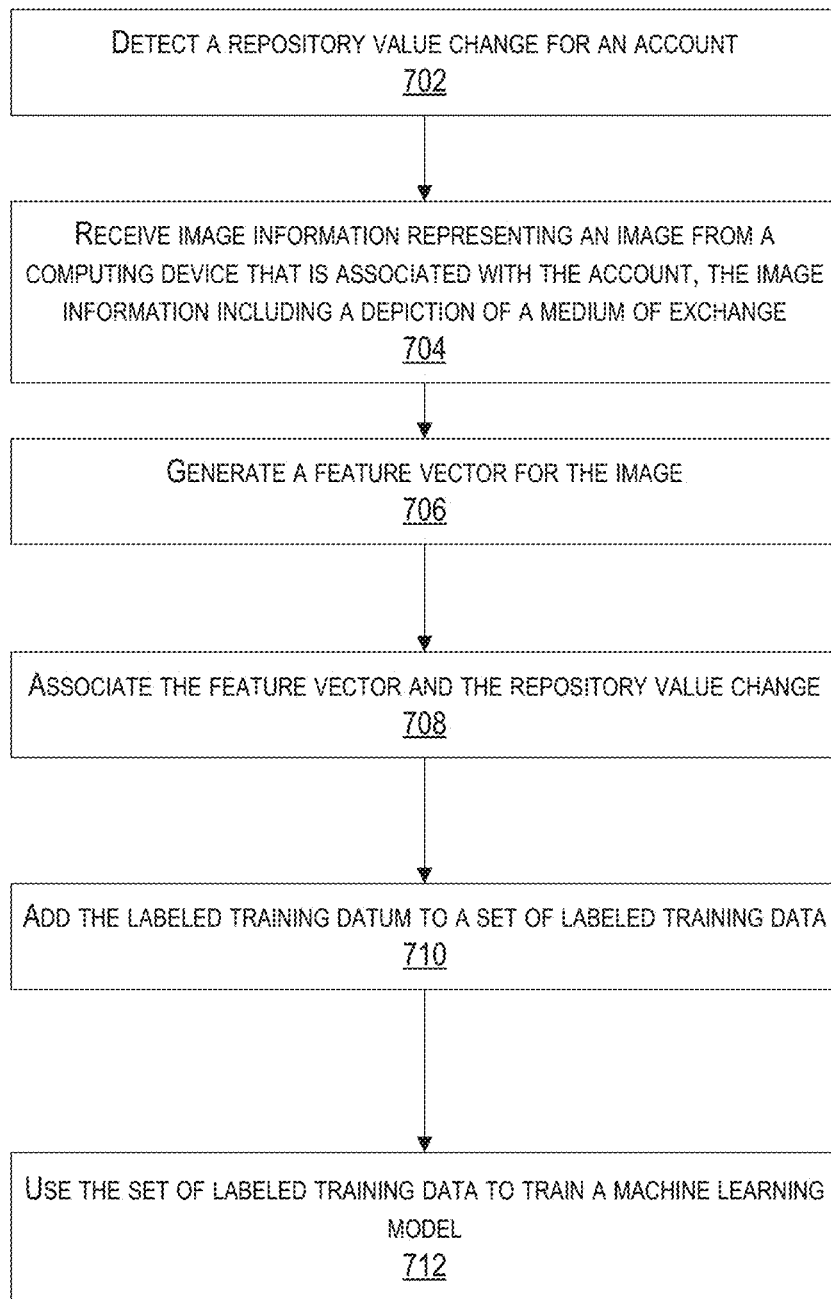 DETECT A REPOSITORY VALUE CHANGE FOR AN ACCOUNT
702
RECEIVE IMAGE INFORMATION REPRESENTING AN IMAGE FROM A
COMPUTING DEVICE THAT IS ASSOCIATED WITH THE ACCOUNT, THE IMAGE
INFORMATION INCLUDING A DEPICTION OF A MEDIUM OF EXCHANGE
704
GENERATE A FEATURE VECTOR FOR THE IMAGE
706
ASSOCIATE THE FEATURE VECTOR AND THE REPOSITORY VALUE CHANGE
708
ADD THE LABELED TRAINING DATUM TO A SET OF LABELED TRAINING DATA
710
USE THE SET OF LABELED TRAINING DATA TO TRAIN A MACHINE LEARNING
MODEL
712